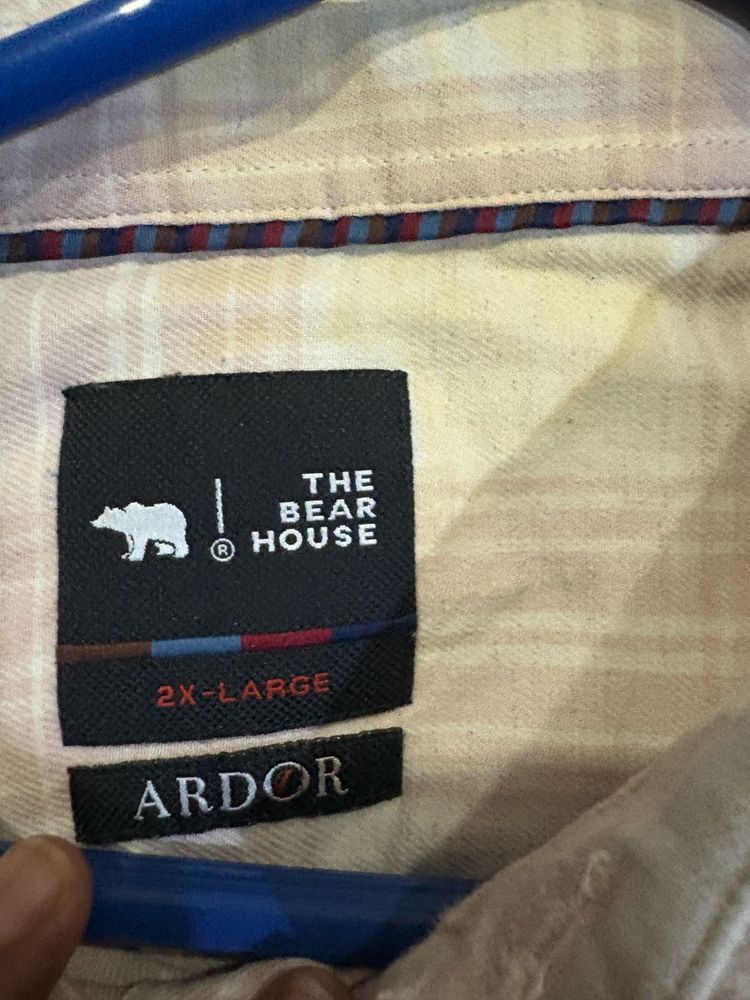 THE
BEAR
HOUSE
®
2X-LARGE
ARDOR